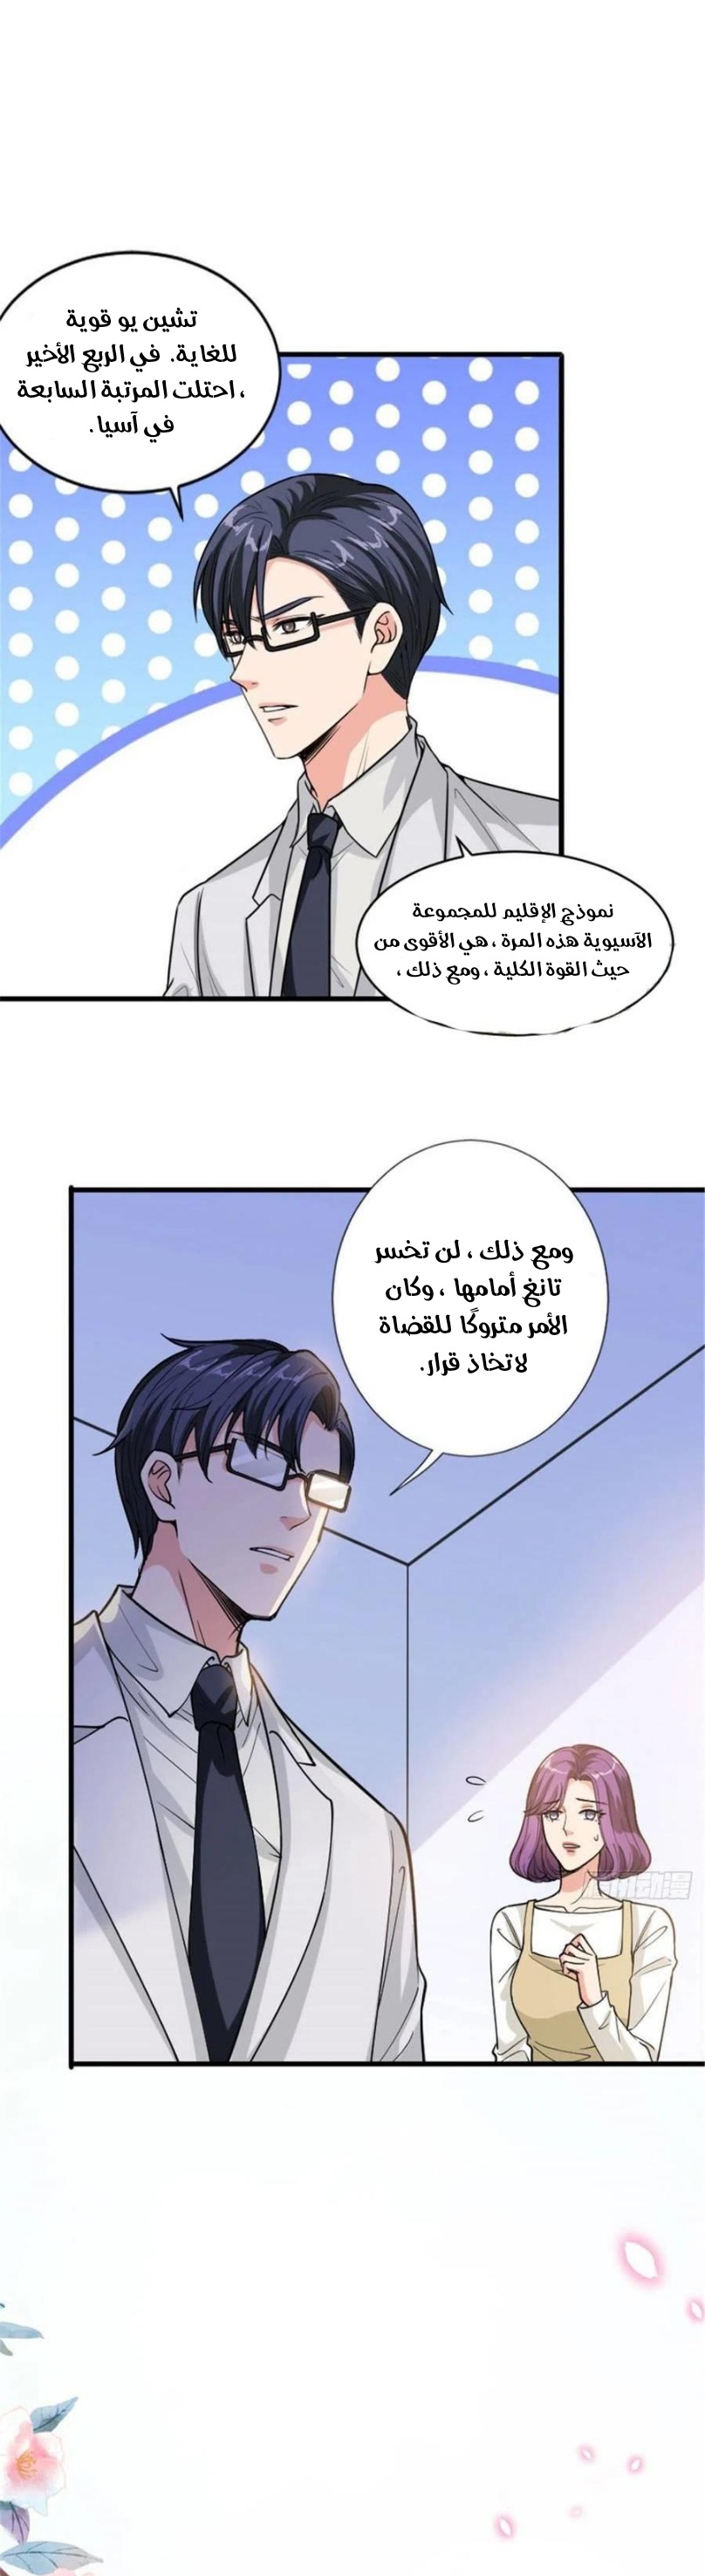 تشين يو قوية
للغاية. في الربع الأخير
، احتلت المرتبة السابعة
في آسيا.
نموذج الإقليم للمجموعة
الآسيوية هذه المرة ، هي الأقوى من
حيث القوة الكلية ، ومع ذلك ،
ومع ذلك ، لن تخسر
تانغ أمامها ، وكان
الأمر متروكًا للقضاة
لاتخاذ قرار.